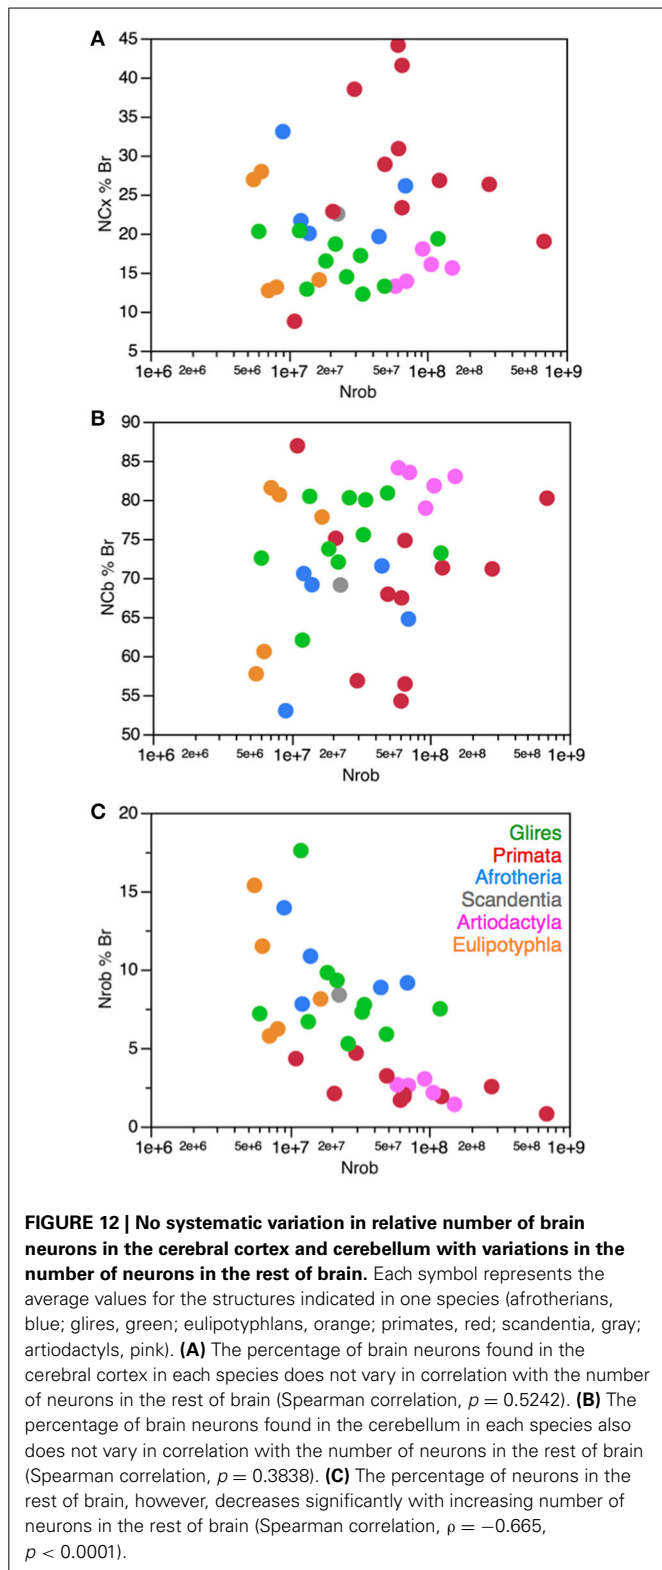 A
45
40
35
30
25
20
15
10
5
NCx % Br
1e+6 2e+6 5e+6 1e+7 2e+7 5e+7 1e+8 2e+8 5e+8 1e+9
Nrob
B
90
85
80
75
70
65
60
55
50
NCb % Br
1e+6 2e+6 5e+6 1e+7 2e+7 5e+7 1e+8 2e+8 5e+8 1e+9
Nrob
C
20
15
10
5
0
Nrob % Br
Glires
Primata
Afrotheria
Scandentia
Artiodactyla
Eulipotyphla
1e+6 2e+6 5e+6 1e+7 2e+7 5e+7 1e+8 2e+8 5e+8 1e+9
Nrob
FIGURE 12 | No systematic variation in relative number of brain
neurons in the cerebral cortex and cerebellum with variations in the
number of neurons in the rest of brain. Each symbol represents the
average values for the structures indicated in one species (afrotherians,
blue; glires, green; eulipotyphlans, orange; primates, red; scandentia, gray;
artiodactyls, pink). (A) The percentage of brain neurons found in the
cerebral cortex in each species does not vary in correlation with the number
of neurons in the rest of brain (Spearman correlation, p = 0.5242). (B) The
percentage of brain neurons found in the cerebellum in each species also
does not vary in correlation with the number of neurons in the rest of brain
(Spearman correlation, p = 0.3838). (C) The percentage of neurons in the
rest of brain, however, decreases significantly with increasing number of
neurons in the rest of brain (Spearman correlation, ρ = −0.665,
p < 0.0001).